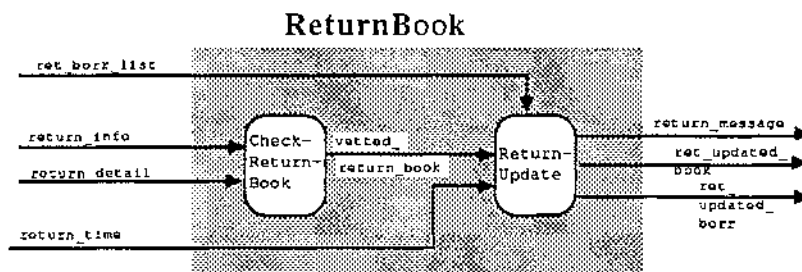 ReturnBook
ret_borr_list
return_info
return_detail
return_time
Check-
Return-
Book
vetted_
return_book
Return-
Update
return_message
ret_updated_
book
ret_
updated_
borr